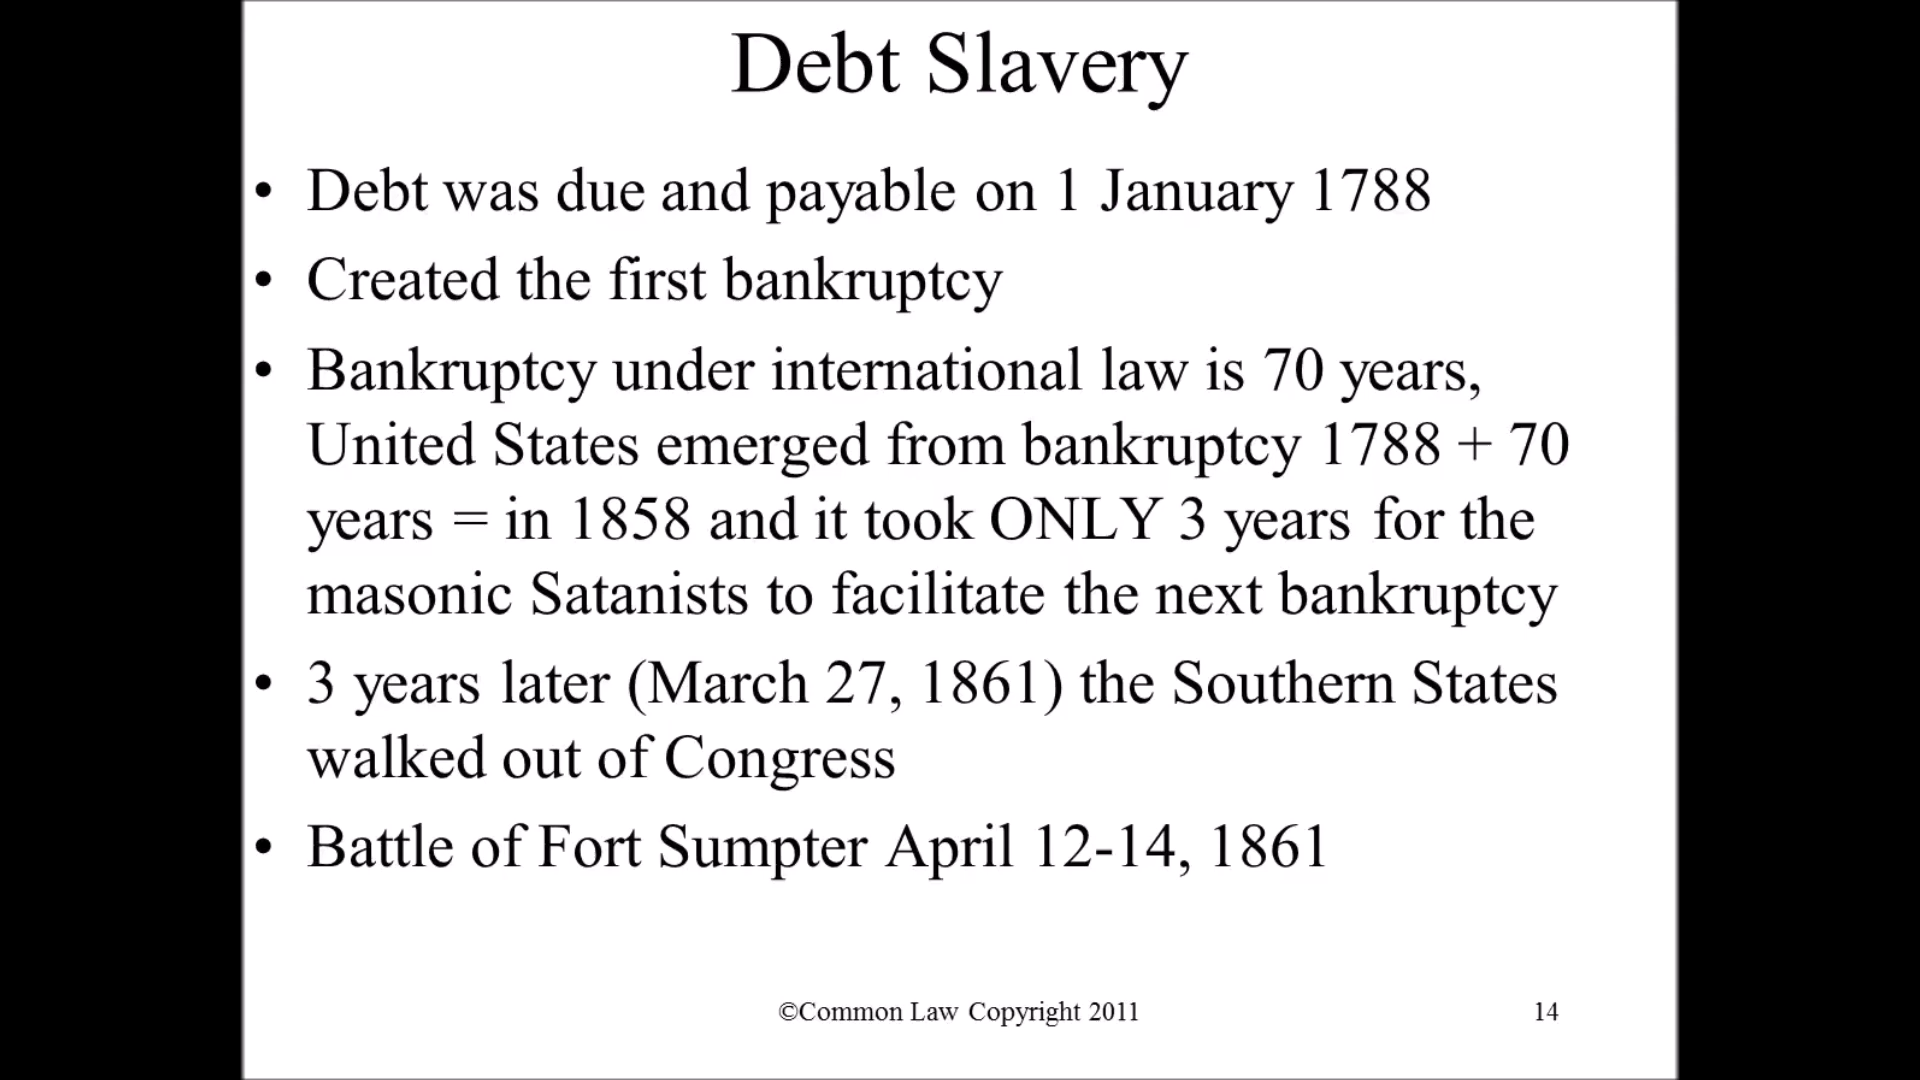 Debt Slavery
• Debt was due and payable on 1 January 1788
• Created the first bankruptcy
• Bankruptcy under international law is 70 years,
United States emerged from bankruptcy 1788 + 70
years = in 1858 and it took ONLY 3 years for the
masonic Satanists to facilitate the next bankruptcy
• 3 years later (March 27, 1861) the Southern States
walked out of Congress
• Battle of Fort Sumpter April 12-14, 1861
©Common Law Copyright 2011
14